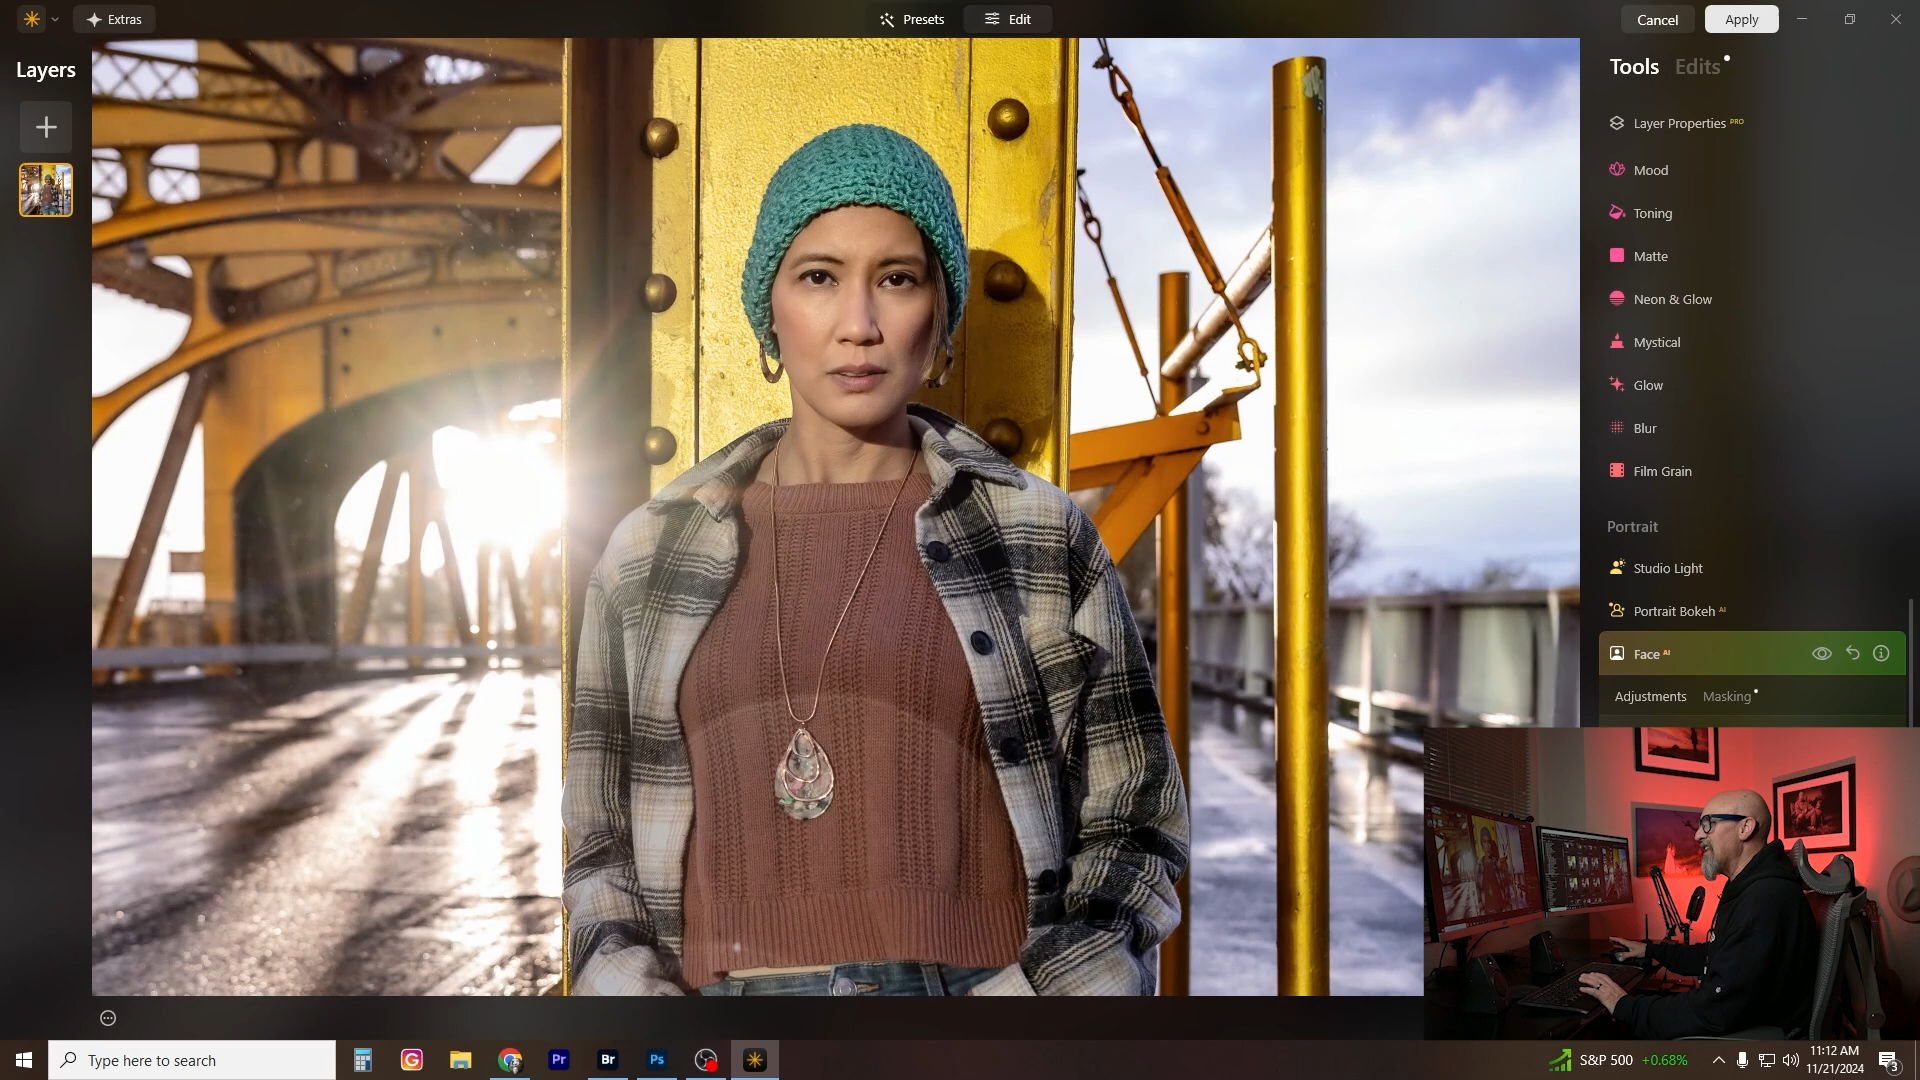 Extras
Presets
Edit
Cancel
Apply
Layers
Tools
Edits
Layer Properties PRO
Mood
Toning
Matte
Neon & Glow
Mystical
Glow
Blur
Film Grain
Portrait
Studio Light
Portrait Bokeh AI
Face AI
Adjustments
Masking
Type here to search
Pr
Br
Ps
S&P 500
+0.68%
11:12 AM
11/21/2024
3